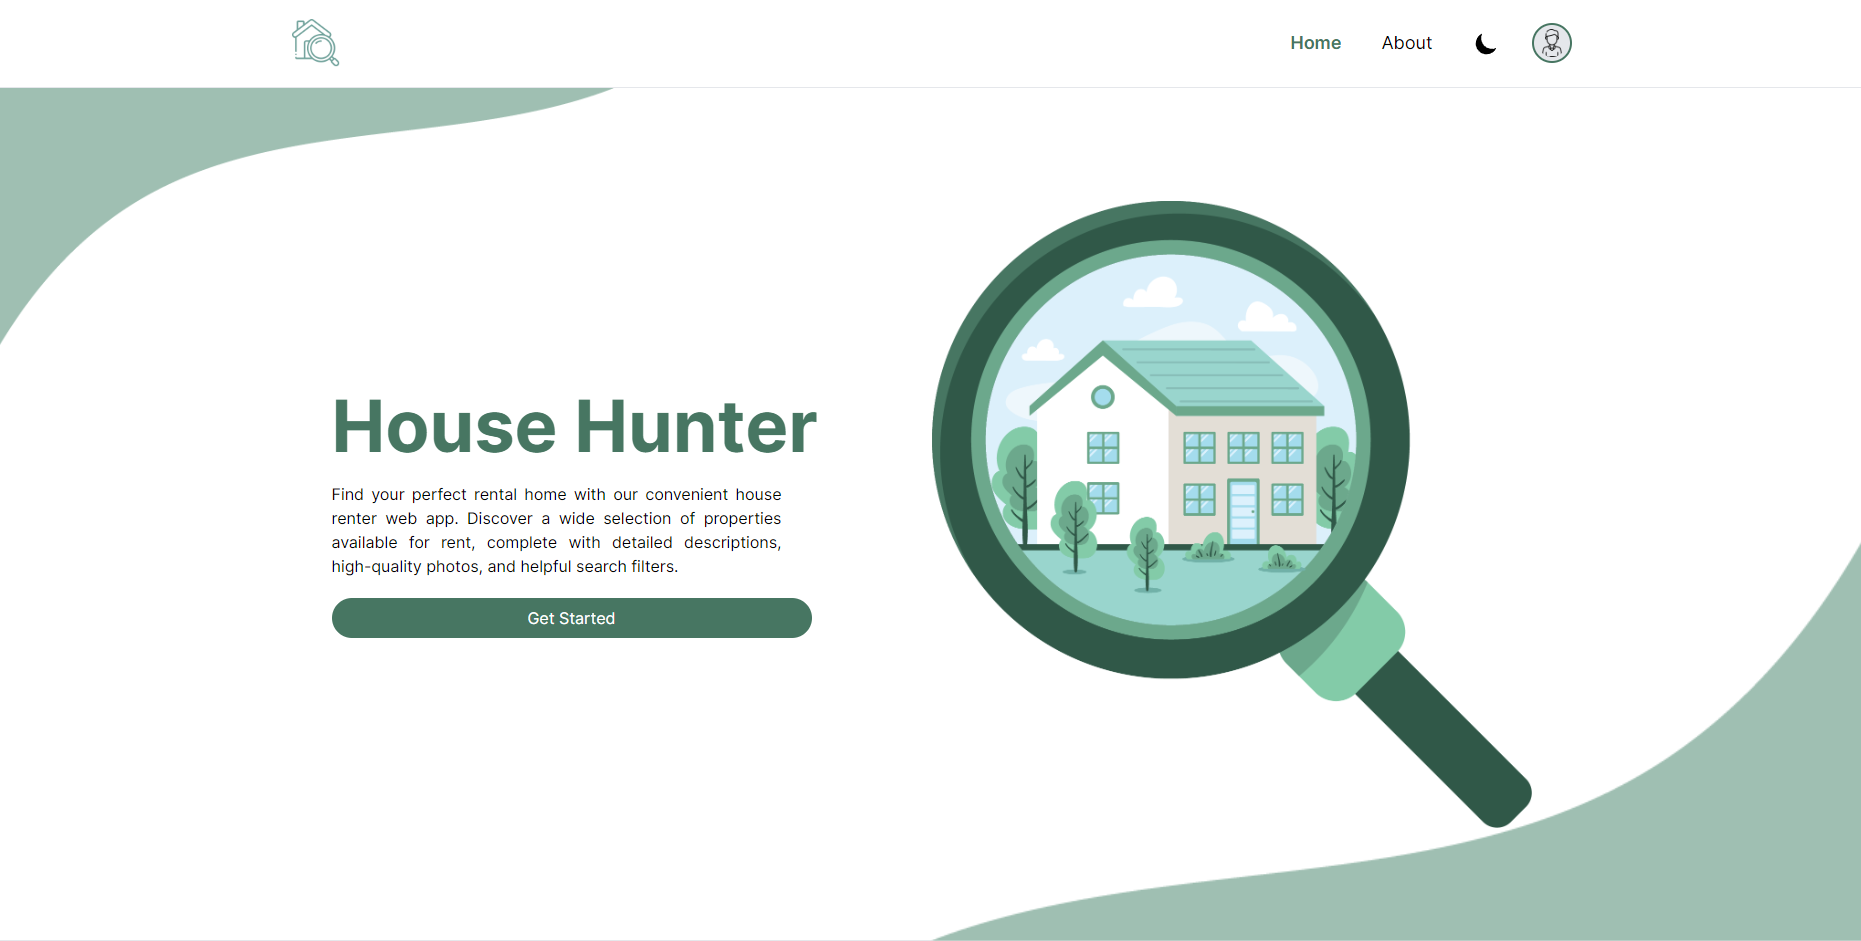 Home About
House Hunter
Find your perfect rental home with our convenient house
renter web app. Discover a wide selection of properties
available for rent, complete with detailed descriptions,
high-quality photos, and helpful search filters.
Get Started